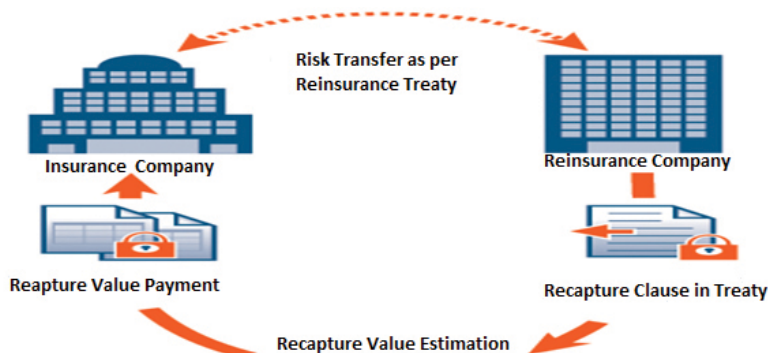 Risk Transfer as per
Reinsurance Treaty
Insurance Company
Reinsurance Company
Reapture Value Payment
Recapture Clause in Treaty
Recapture Value Estimation